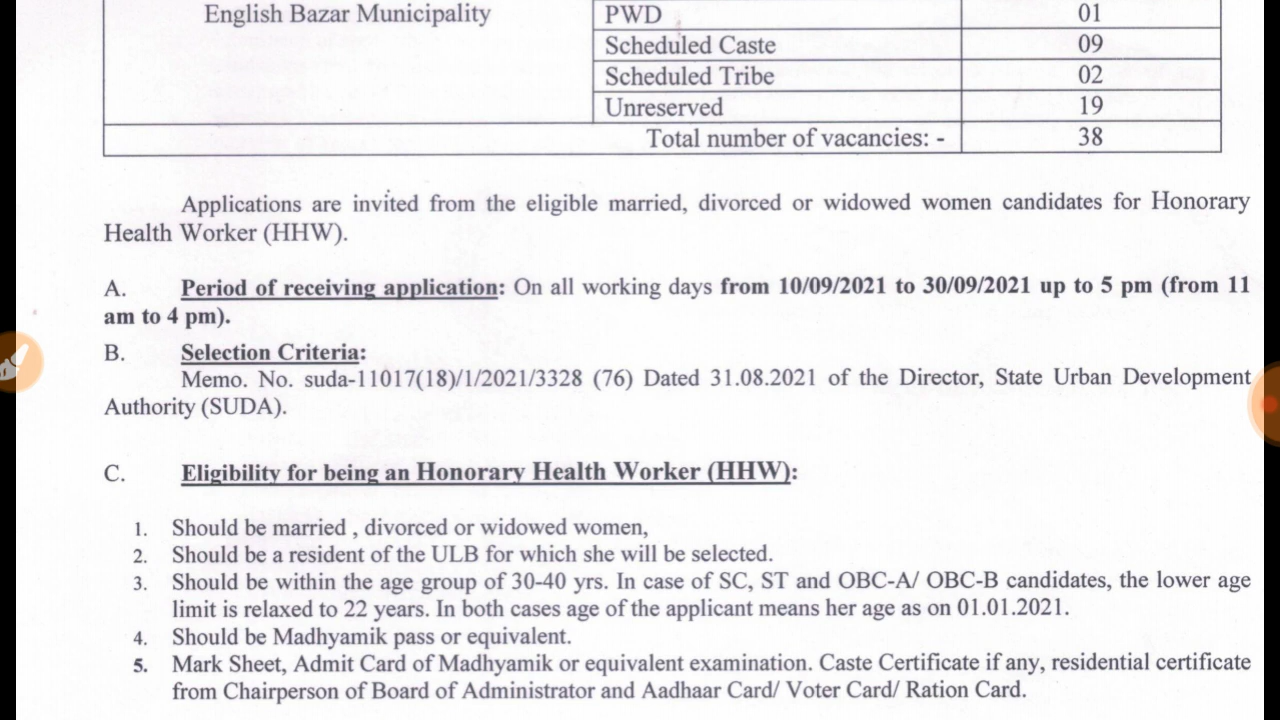 English Bazar Municipality PWD 01
Scheduled Caste 09
Scheduled Tribe 02
Unreserved 19
Total number of vacancies: - 38
Applications are invited from the eligible married, divorced or widowed women candidates for Honorary
Health Worker (HHW).
A. Period of receiving application: On all working days from 10/09/2021 to 30/09/2021 up to 5 pm (from 11
am to 4 pm).
B. Selection Criteria:
Memo. No. suda-11017(18)/1/2021/3328 (76) Dated 31.08.2021 of the Director, State Urban Development
Authority (SUDA).
C. Eligibility for being an Honorary Health Worker (HHW):
1. Should be married , divorced or widowed women,
2. Should be a resident of the ULB for which she will be selected.
3. Should be within the age group of 30-40 yrs. In case of SC, ST and OBC-A/ OBC-B candidates, the lower age
limit is relaxed to 22 years. In both cases age of the applicant means her age as on 01.01.2021.
4. Should be Madhyamik pass or equivalent.
5. Mark Sheet, Admit Card of Madhyamik or equivalent examination. Caste Certificate if any, residential certificate
from Chairperson of Board of Administrator and Aadhaar Card/ Voter Card/ Ration Card.